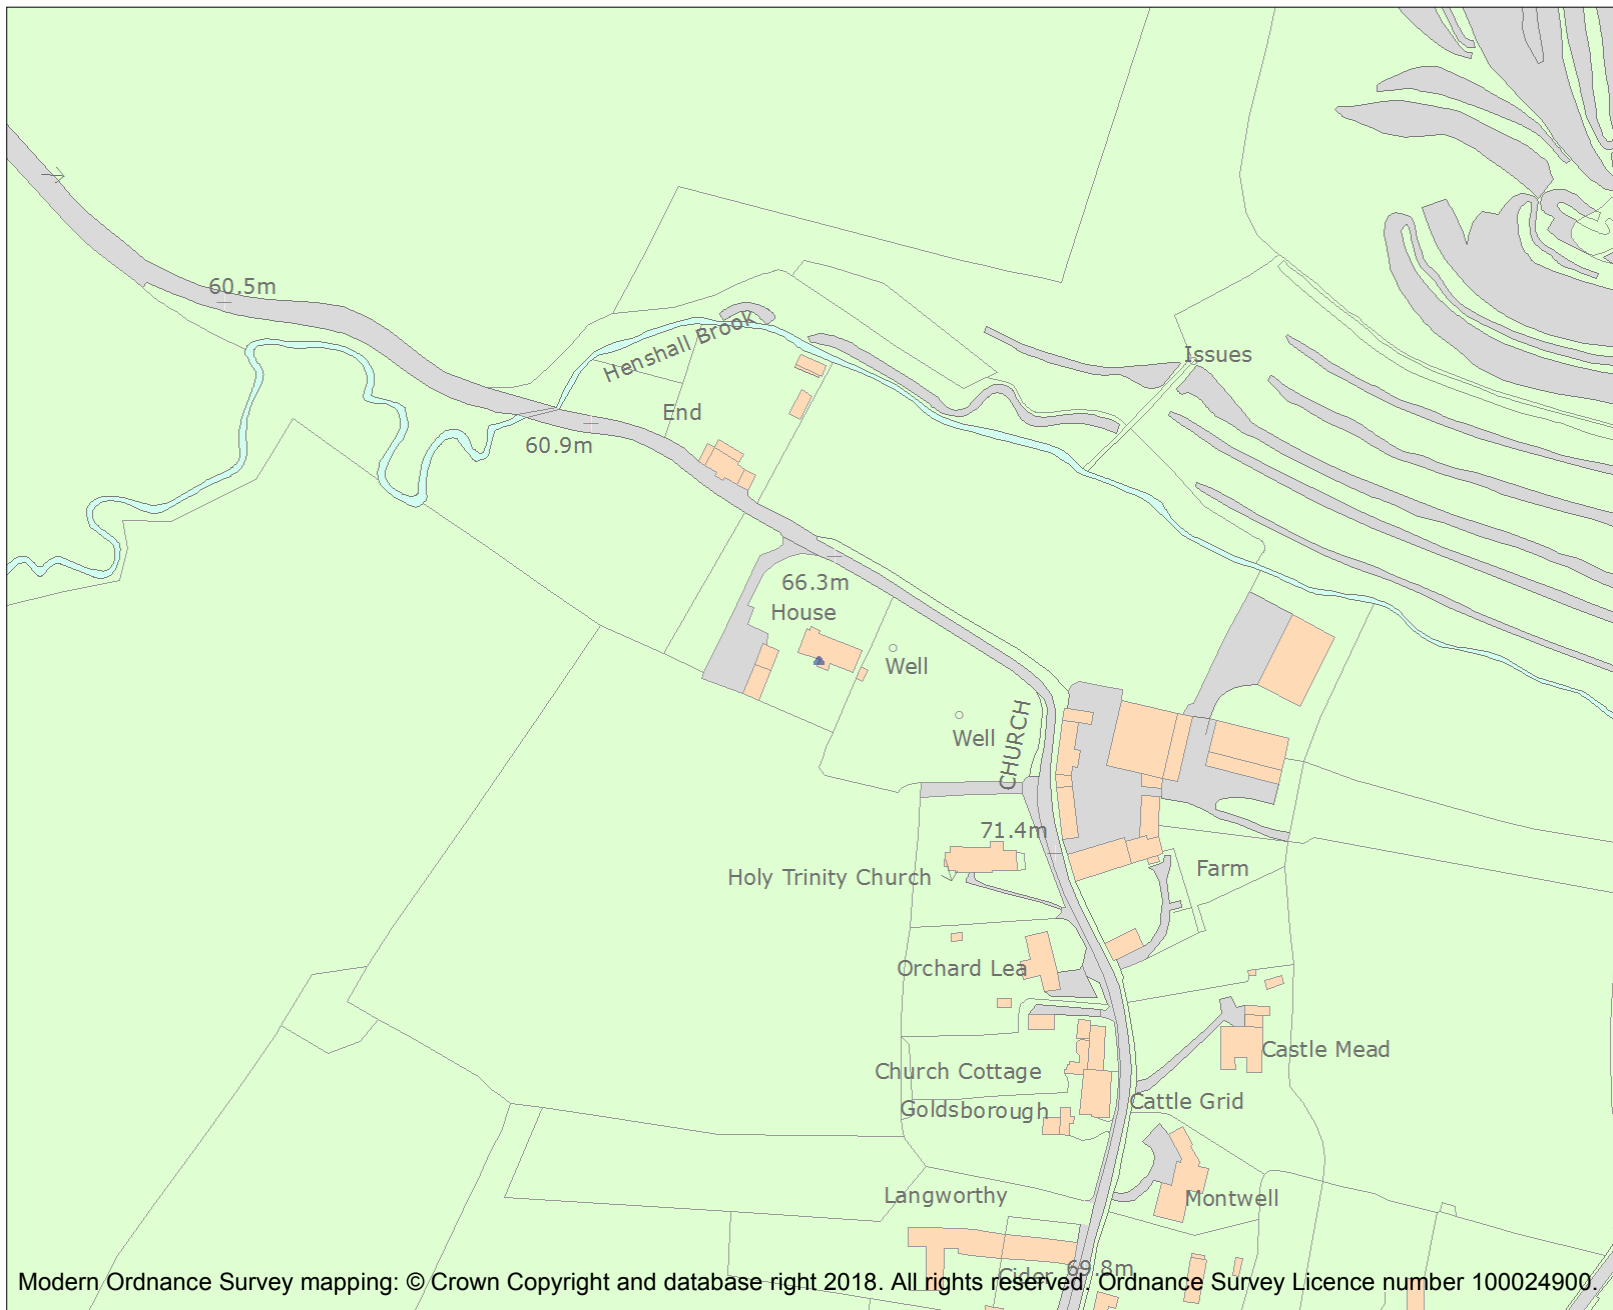 60.5m
Henshall Brook
Issues
End
60.9m
66.3m
House
Well
Well
CHURCH
71.4m
Holy Trinity Church
Farm
Orchard Lea
Castle Mead
Church Cottage
Goldsborough
Cattle Grid
Langworthy
Montwell
Cider
69.8m
Modern Ordnance Survey mapping: © Crown Copyright and database right 2018. All rights reserved. Ordnance Survey Licence number 100024900.